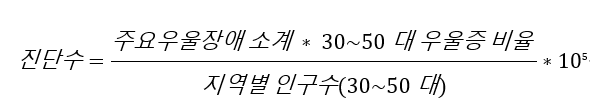 주요우울장애 소계 * 30~50 대 우울증 비율
진단수 = * 10⁵
지역별 인구수(30~50 대)